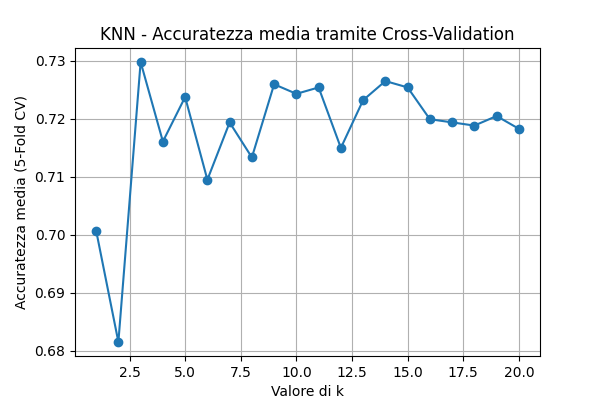 KNN - Accuratezza media tramite Cross-Validation
Accuratezza media (5-Fold CV)
0.73
0.72
0.71
0.70
0.69
0.68
2.5 5.0 7.5 10.0 12.5 15.0 17.5 20.0
Valore di k